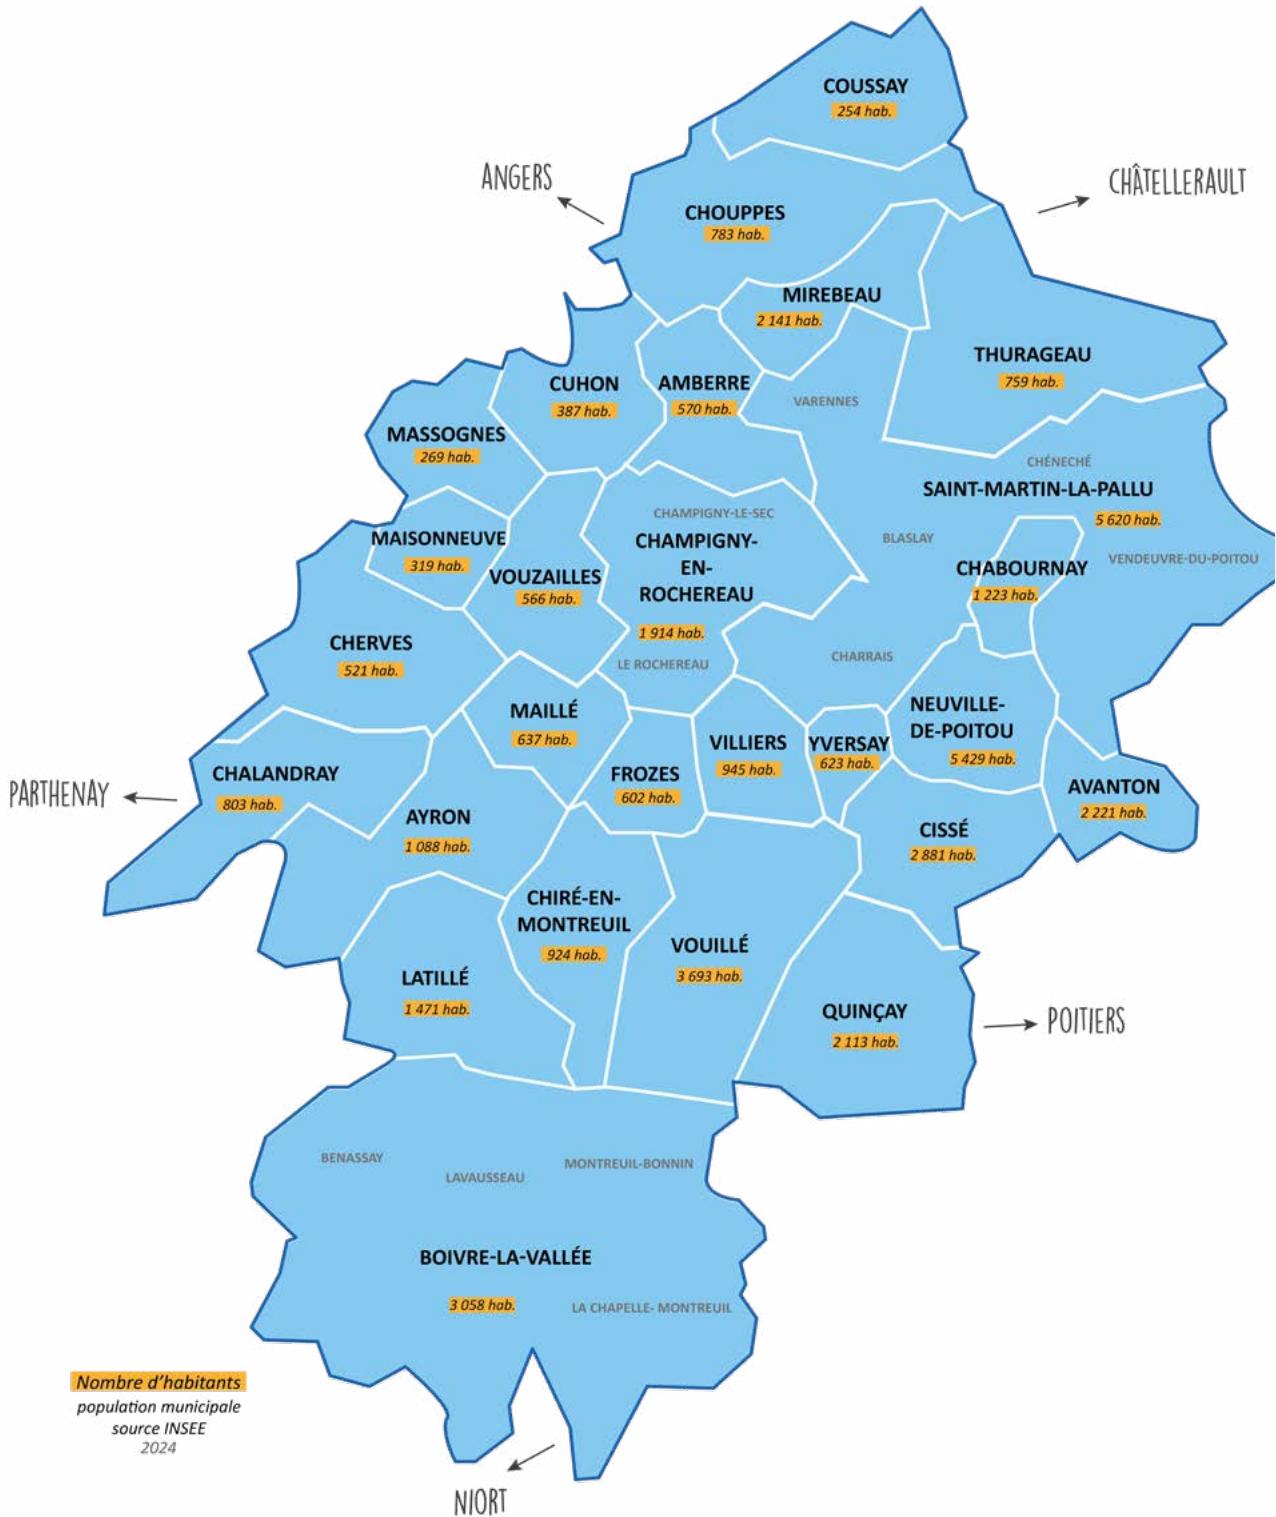 COUSSAY
254 hab.
ANGERS
CHÂTELLERAULT
CHOUPPES
783 hab.
MIREBEAU
2 141 hab.
THURAGEAU
759 hab.
CUHON
387 hab.
AMBERRE
570 hab.
VARENNES
MASSOGNES
269 hab.
CHÉNECHÉ
SAINT-MARTIN-LA-PALLU
5 620 hab.
CHAMPIGNY-LE-SEC
CHAMPIGNY-
EN-
ROCHEREAU
1 914 hab.
LE ROCHEREAU
BLASLAY
VENDEUVRE-DU-POITOU
MAISONNEUVE
319 hab.
VOUZAILLES
566 hab.
CHABOURNAY
1 223 hab.
CHERVES
521 hab.
CHARRAIS
MAILLÉ
637 hab.
NEUVILLE-
DE-POITOU
5 429 hab.
VILLIERS
945 hab.
YVERSAY
623 hab.
FROZES
602 hab.
PARTHENAY
CHALANDRAY
803 hab.
AVANTON
2 221 hab.
AYRON
1 088 hab.
CISSÉ
2 881 hab.
CHIRÉ-EN-
MONTREUIL
924 hab.
VOUILLÉ
3 693 hab.
LATILLÉ
1 471 hab.
QUINÇAY
2 113 hab.
POITIERS
BENASSAY
LAVAUSSEAU
MONTREUIL-BONNIN
BOIVRE-LA-VALLÉE
3 058 hab.
LA CHAPELLE- MONTREUIL
Nombre d'habitants
population municipale
source INSEE
2024
NIORT